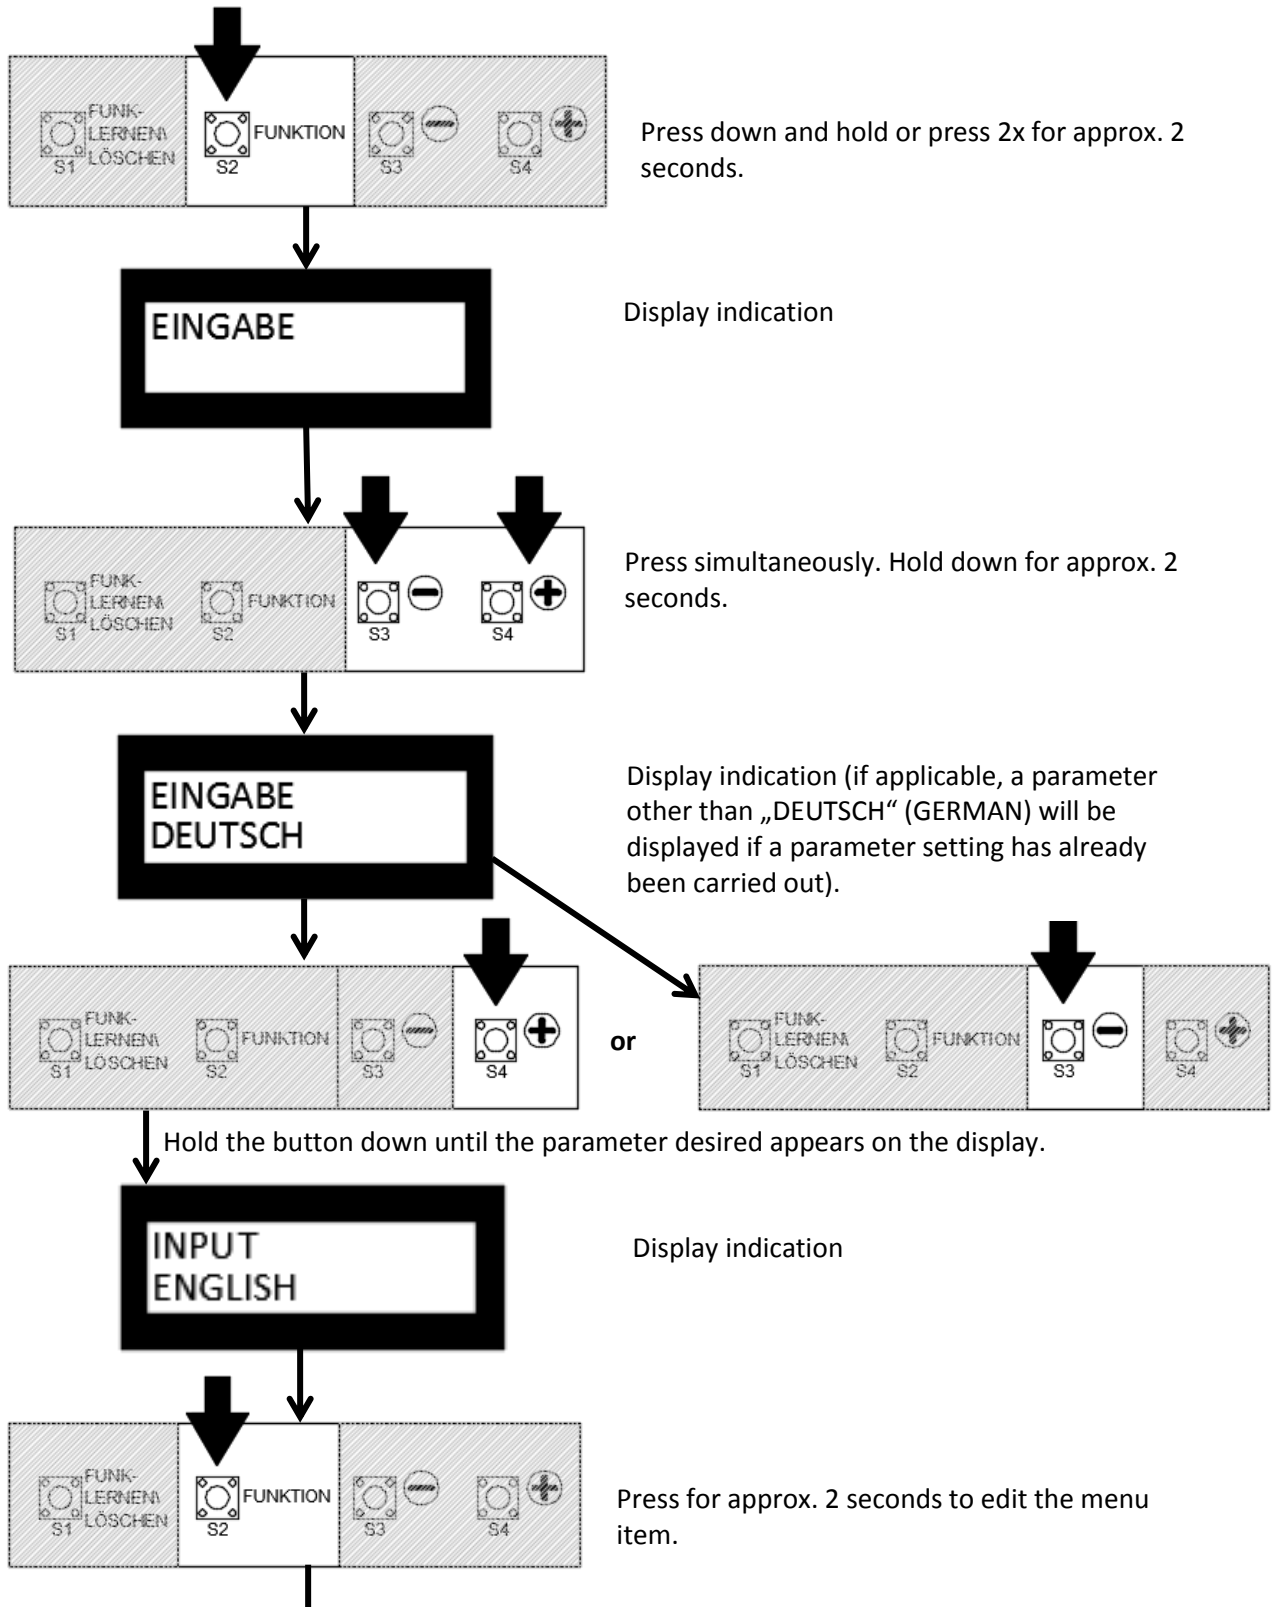 FUNK-
LERNEN\
LÖSCHEN
S1
FUNKTION
S2
S3
S4
Press down and hold or press 2x for approx. 2
seconds.
EINGABE
Display indication
FUNK-
LERNEN\
LÖSCHEN
S1
FUNKTION
S2
S3
S4
Press simultaneously. Hold down for approx. 2
seconds.
EINGABE
DEUTSCH
Display indication (if applicable, a parameter
other than „DEUTSCH“ (GERMAN) will be
displayed if a parameter setting has already
been carried out).
FUNK-
LERNEN\
LÖSCHEN
S1
FUNKTION
S2
S3
S4
or
FUNK-
LERNEN\
LÖSCHEN
S1
FUNKTION
S2
S3
S4
Hold the button down until the parameter desired appears on the display.
INPUT
ENGLISH
Display indication
FUNK-
LERNEN\
LÖSCHEN
S1
FUNKTION
S2
S3
S4
Press for approx. 2 seconds to edit the menu
item.